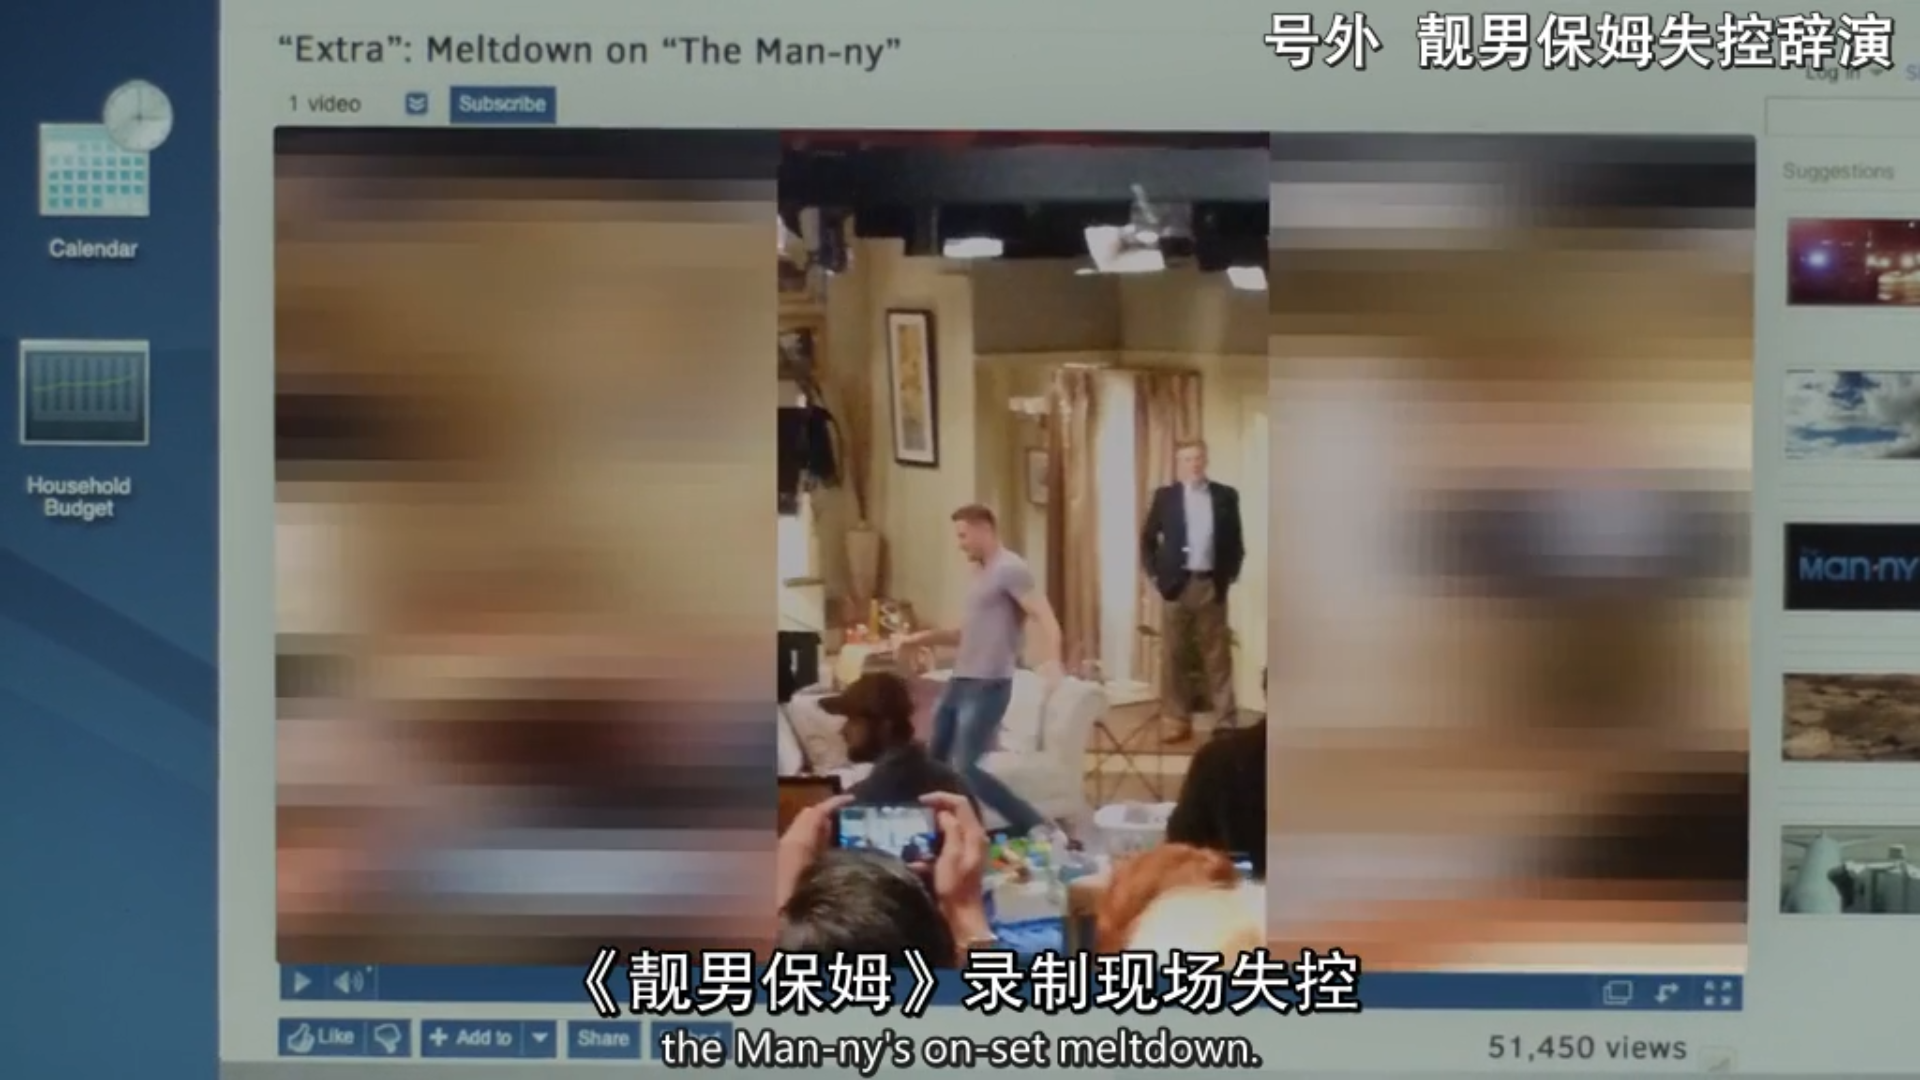 “Extra”: Meltdown on “The Man-ny”
号外 靓男保姆失控辞演
Log in
1 video
Subscribe
Suggestions
Calendar
Man-ny
Household
Budget
《靓男保姆》录制现场失控
Like
Add to
Share
the Man-ny's on-set meltdown.
51,450 views